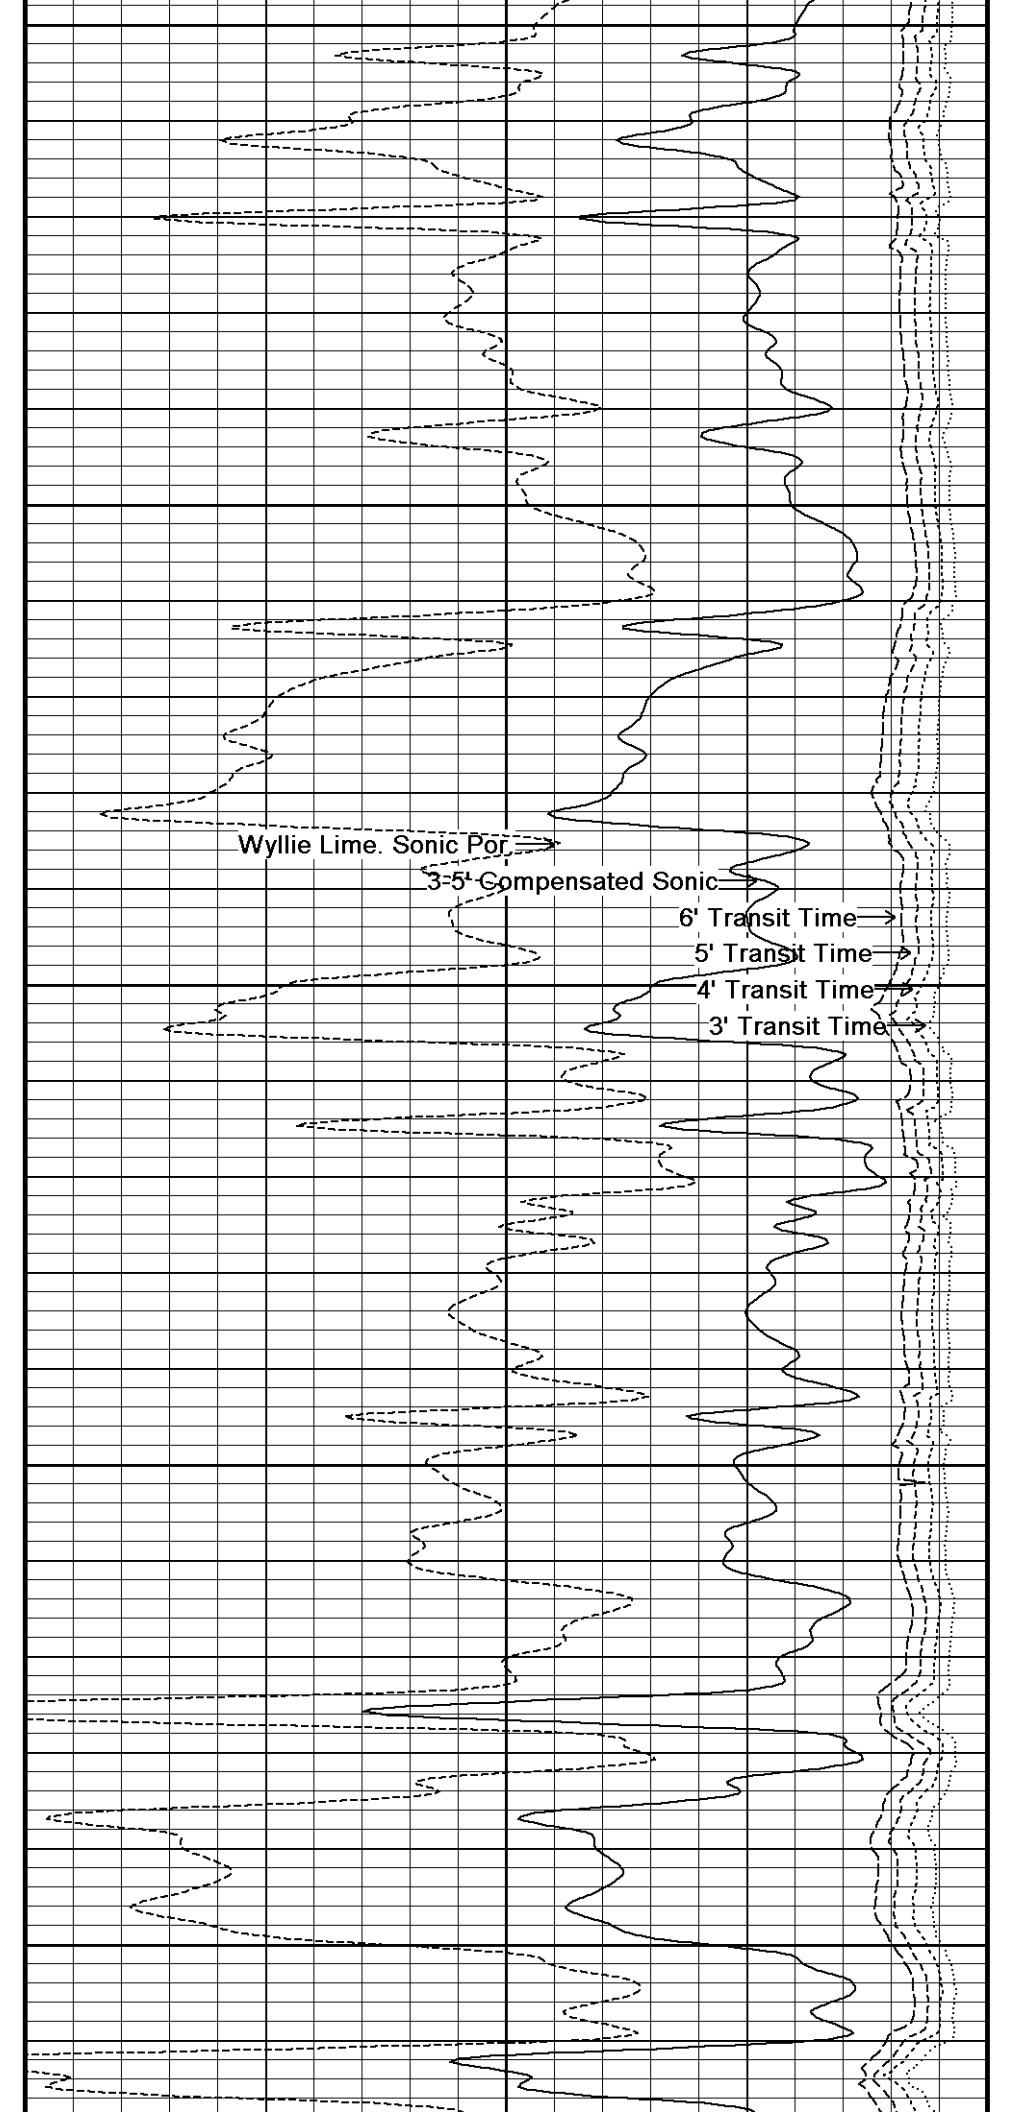 Wyllie Lime. Sonic Por
3-5' Compensated Sonic
6' Transit Time
5' Transit Time
4' Transit Time
3' Transit Time